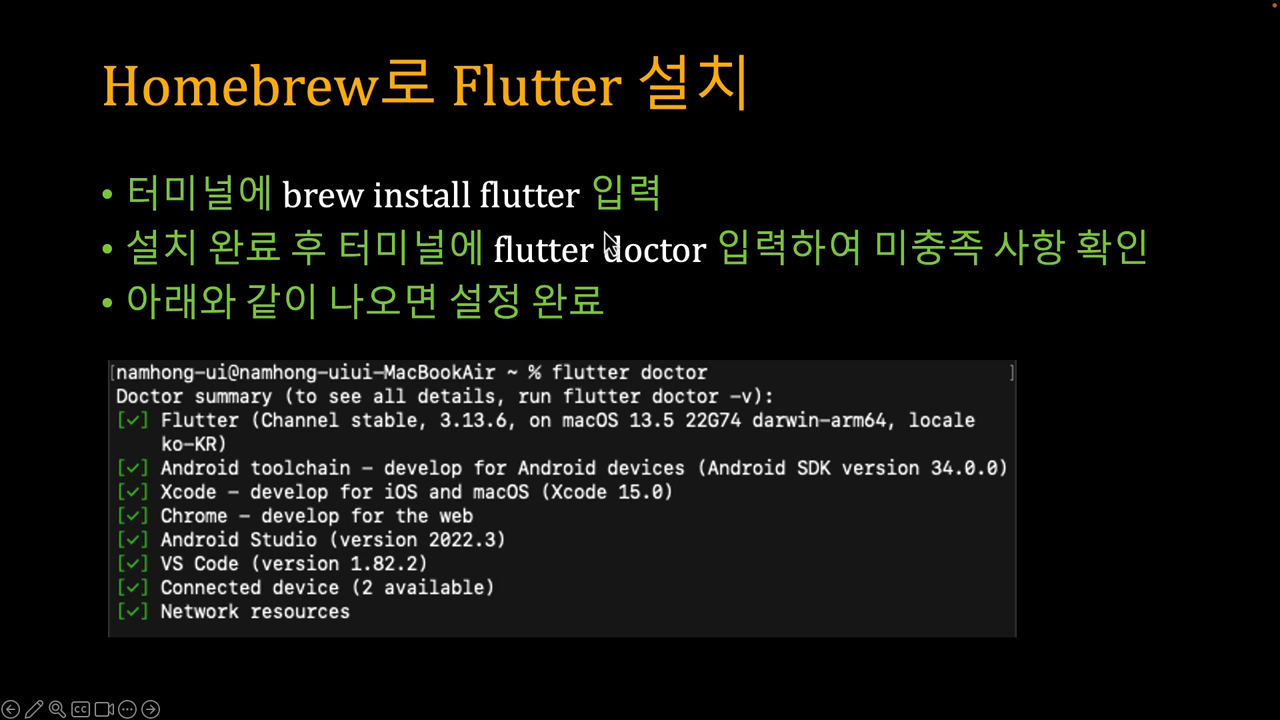 Homebrew로 Flutter 설치
• 터미널에 brew install flutter 입력
• 설치 완료 후 터미널에 flutter doctor 입력하여 미충족 사항 확인
• 아래와 같이 나오면 설정 완료
[namhong-ui@namhong-uiui-MacBookAir ~ % flutter doctor ]
Doctor summary (to see all details, run flutter doctor -v):
[✓] Flutter (Channel stable, 3.13.6, on macOS 13.5 22G74 darwin-arm64, locale
ko-KR)
[✓] Android toolchain - develop for Android devices (Android SDK version 34.0.0)
[✓] Xcode - develop for iOS and macOS (Xcode 15.0)
[✓] Chrome - develop for the web
[✓] Android Studio (version 2022.3)
[✓] VS Code (version 1.82.2)
[✓] Connected device (2 available)
[✓] Network resources
CC